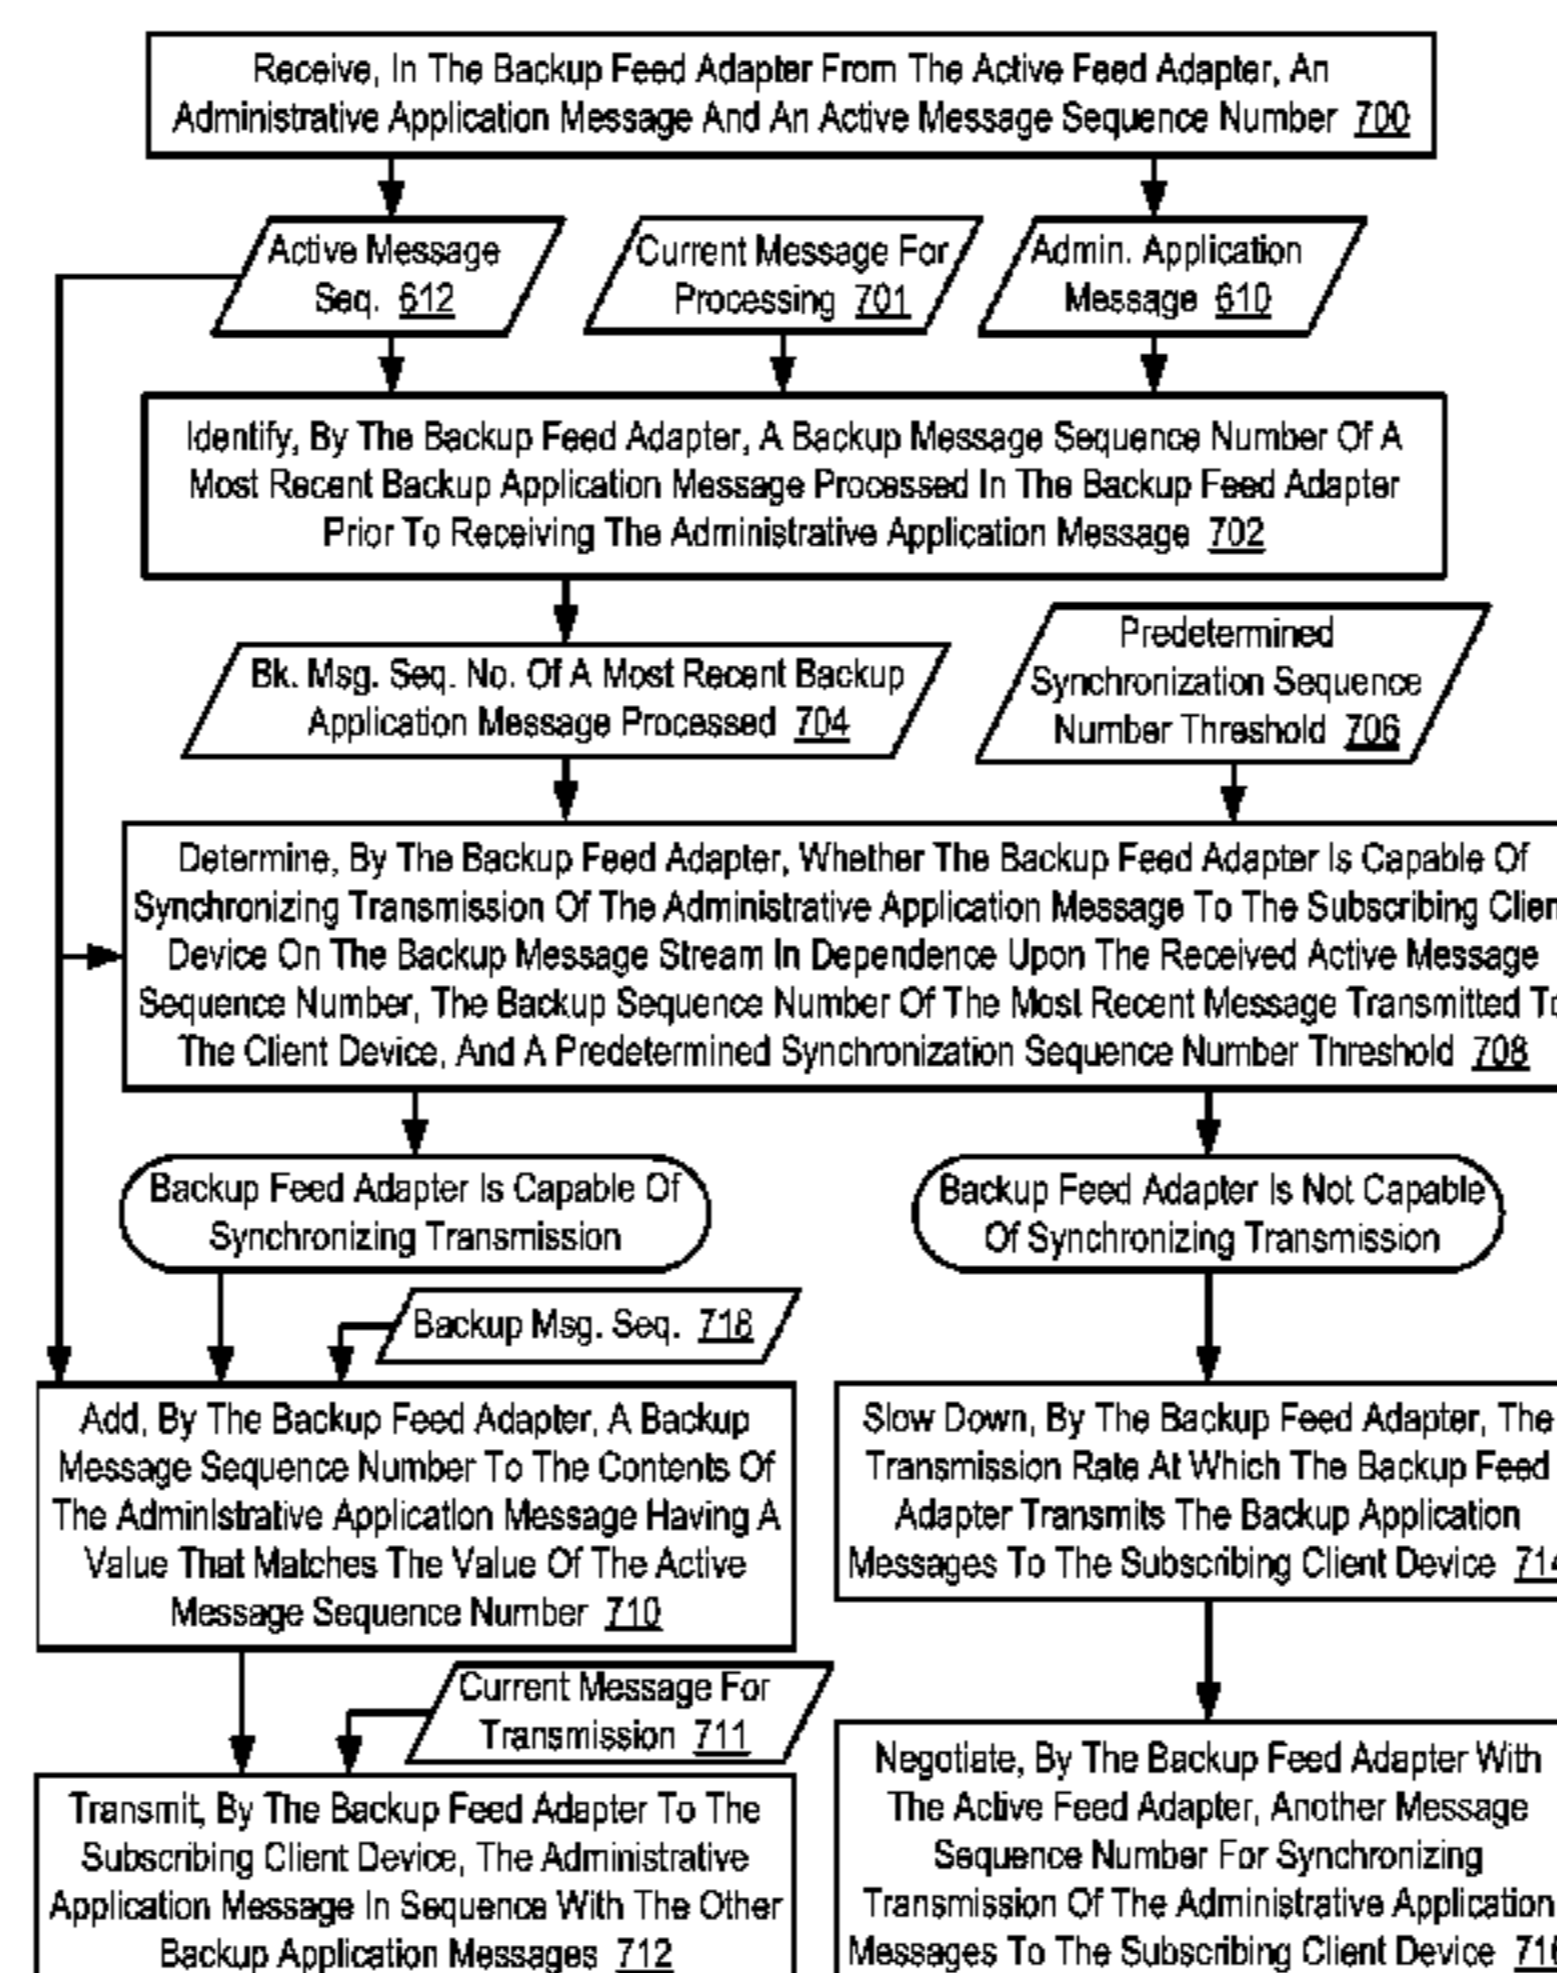 Receive, In The Backup Feed Adapter From The Active Feed Adapter, An
Administrative Application Message And An Active Message Sequence Number 700
Active Message
Seq. 612
Current Message For
Processing 701
Admin. Application
Message 610
Identify, By The Backup Feed Adapter, A Backup Message Sequence Number Of A
Most Recent Backup Application Message Processed In The Backup Feed Adapter
Prior To Receiving The Administrative Application Message 702
Bk. Msg. Seq. No. Of A Most Recent Backup
Application Message Processed 704
Predetermined
Synchronization Sequence
Number Threshold 706
Determine, By The Backup Feed Adapter, Whether The Backup Feed Adapter Is Capable Of
Synchronizing Transmission Of The Administrative Application Message To The Subscribing Clien
Device On The Backup Message Stream In Dependence Upon The Received Active Message
Sequence Number, The Backup Sequence Number Of The Most Recent Message Transmitted To
The Client Device, And A Predetermined Synchronization Sequence Number Threshold 708
Backup Feed Adapter Is Capable Of
Synchronizing Transmission
Backup Feed Adapter Is Not Capable
Of Synchronizing Transmission
Backup Msg. Seq. 718
Add, By The Backup Feed Adapter, A Backup
Message Sequence Number To The Contents Of
The Administrative Application Message Having A
Value That Matches The Value Of The Active
Message Sequence Number 710
Slow Down, By The Backup Feed Adapter, The
Transmission Rate At Which The Backup Feed
Adapter Transmits The Backup Application
Messages To The Subscribing Client Device 714
Current Message For
Transmission 711
Transmit, By The Backup Feed Adapter To The
Subscribing Client Device, The Administrative
Application Message In Sequence With The Other
Backup Application Messages 712
Negotiate, By The Backup Feed Adapter With
The Active Feed Adapter, Another Message
Sequence Number For Synchronizing
Transmission Of The Administrative Application
Messages To The Subscribing Client Device 716